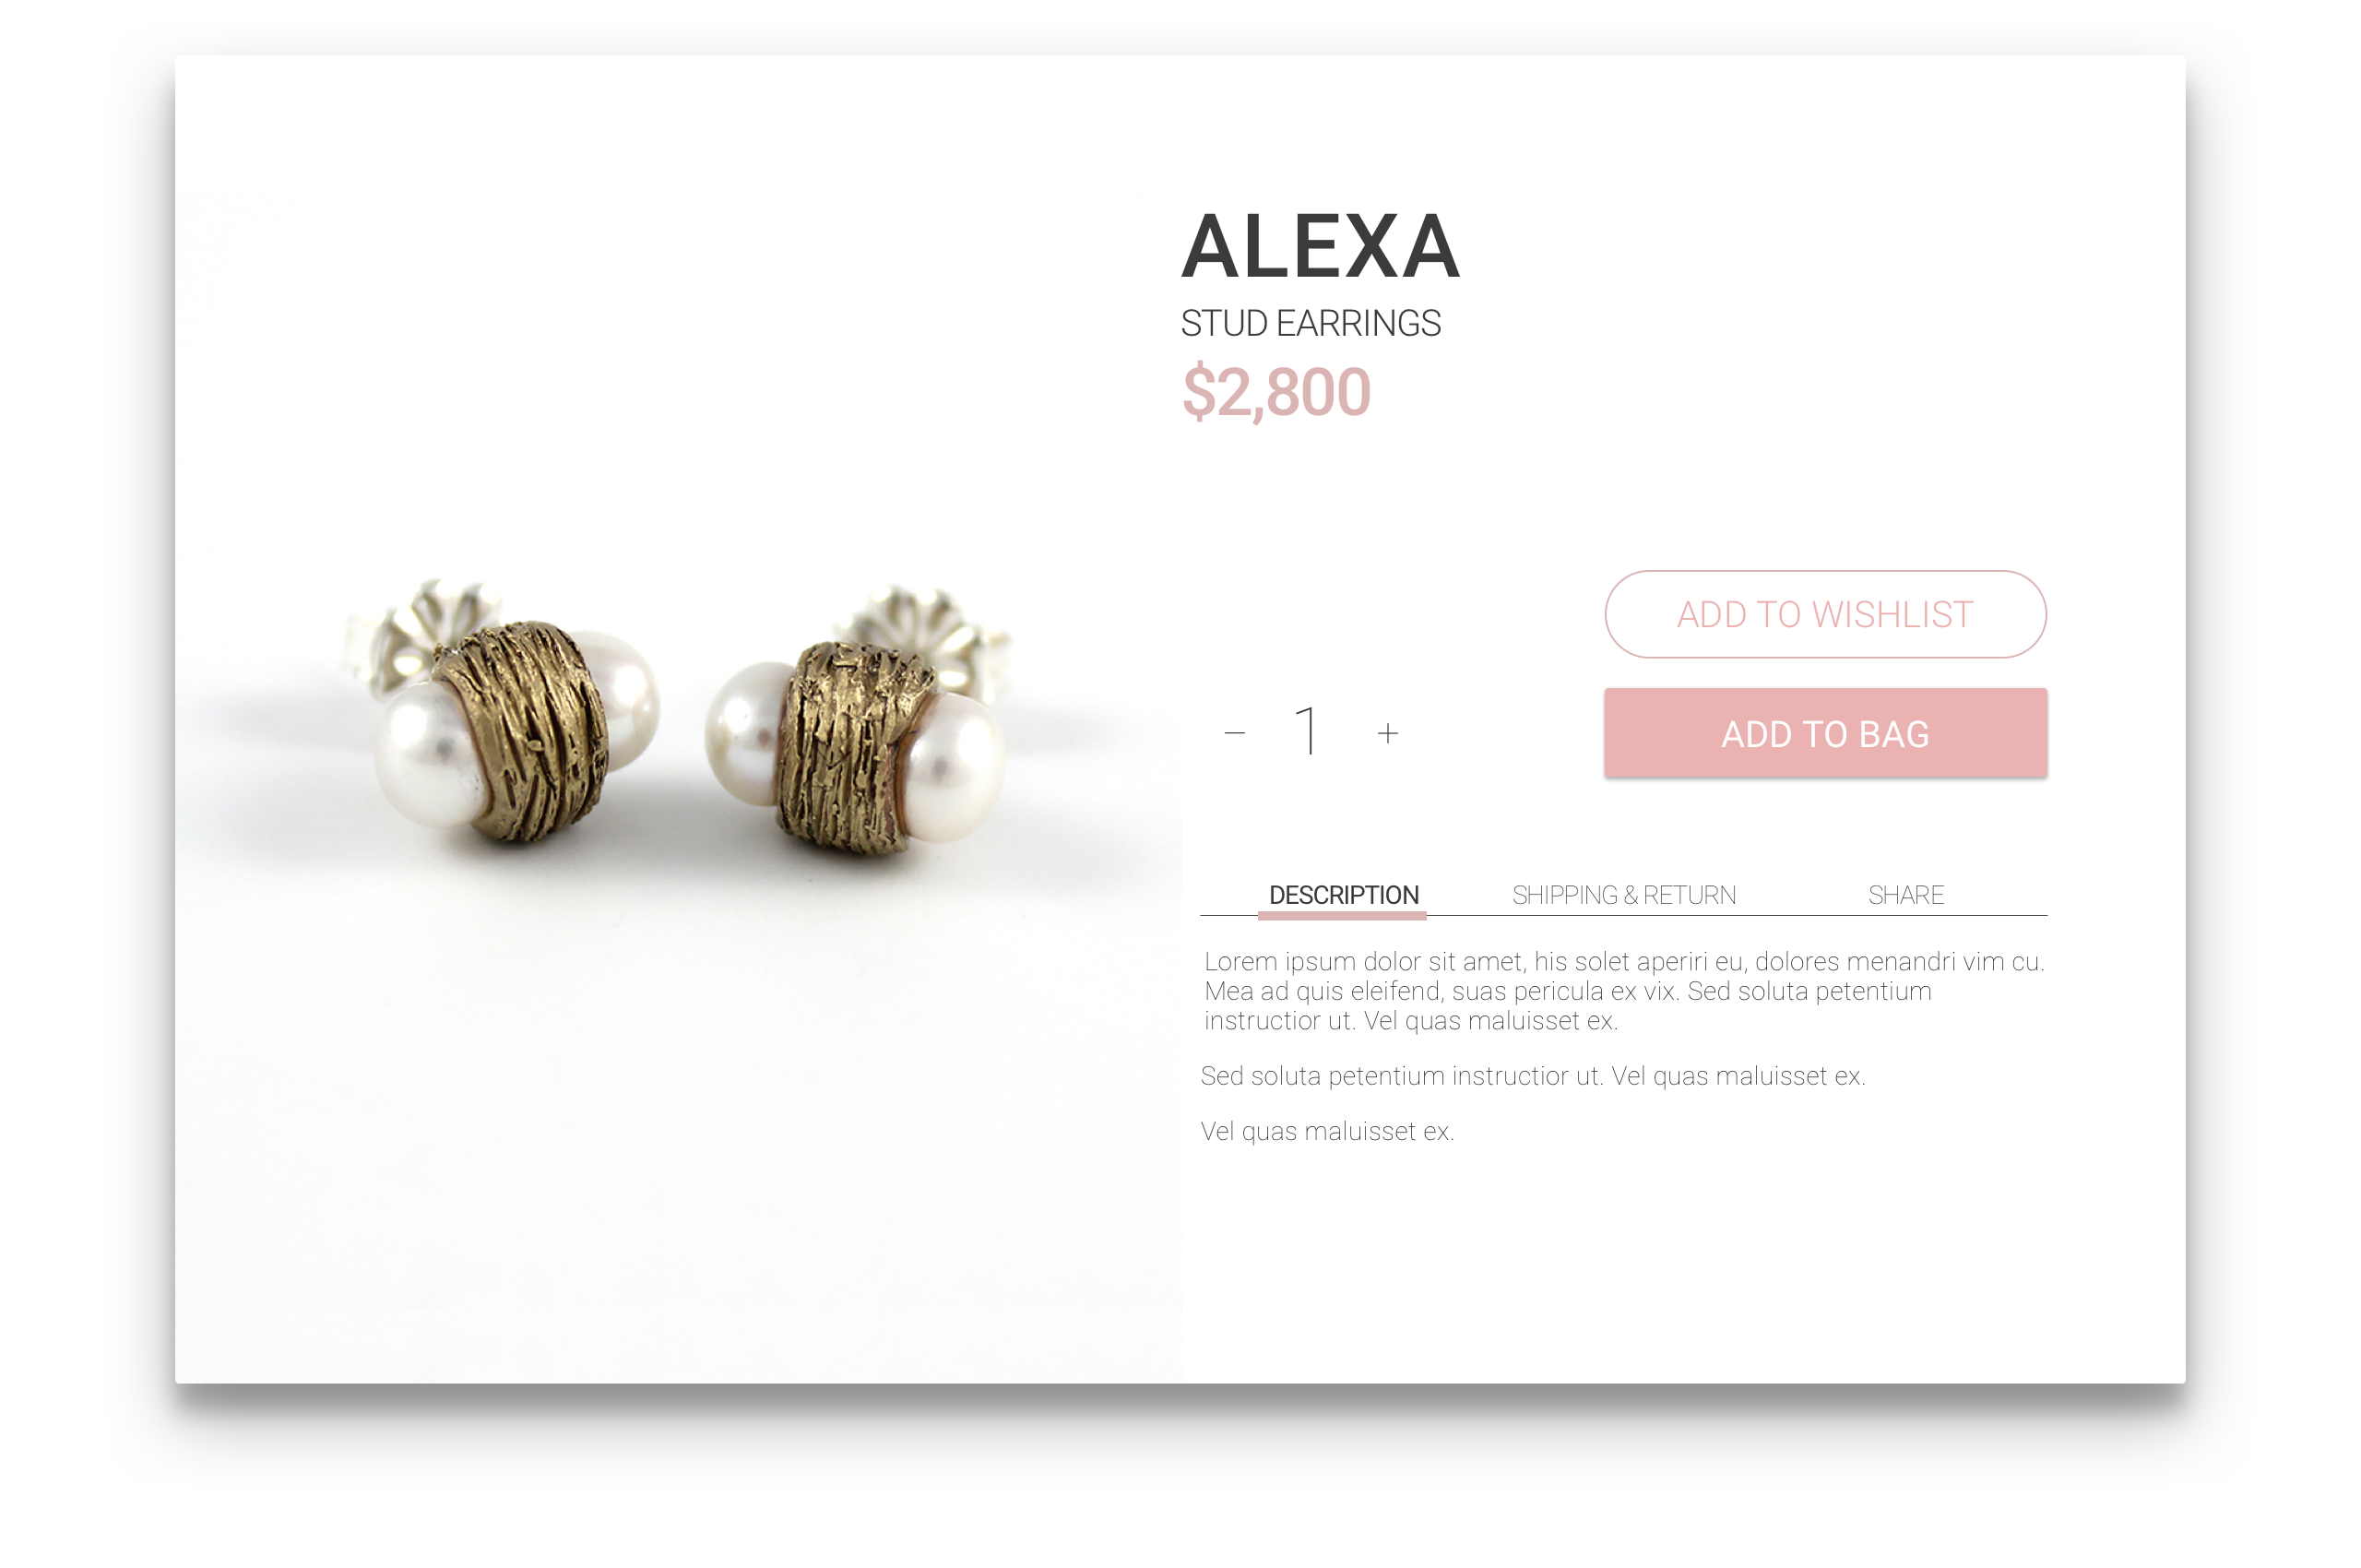 ALEXA
STUD EARRINGS
$2,800
ADD TO WISHLIST
− 1 +
ADD TO BAG
DESCRIPTION SHIPPING & RETURN SHARE
Lorem ipsum dolor sit amet, his solet aperiri eu, dolores menandri vim cu.
Mea ad quis eleifend, suas pericula ex vix. Sed soluta petentium
instructior ut. Vel quas maluisset ex.
Sed soluta petentium instructior ut. Vel quas maluisset ex.
Vel quas maluisset ex.